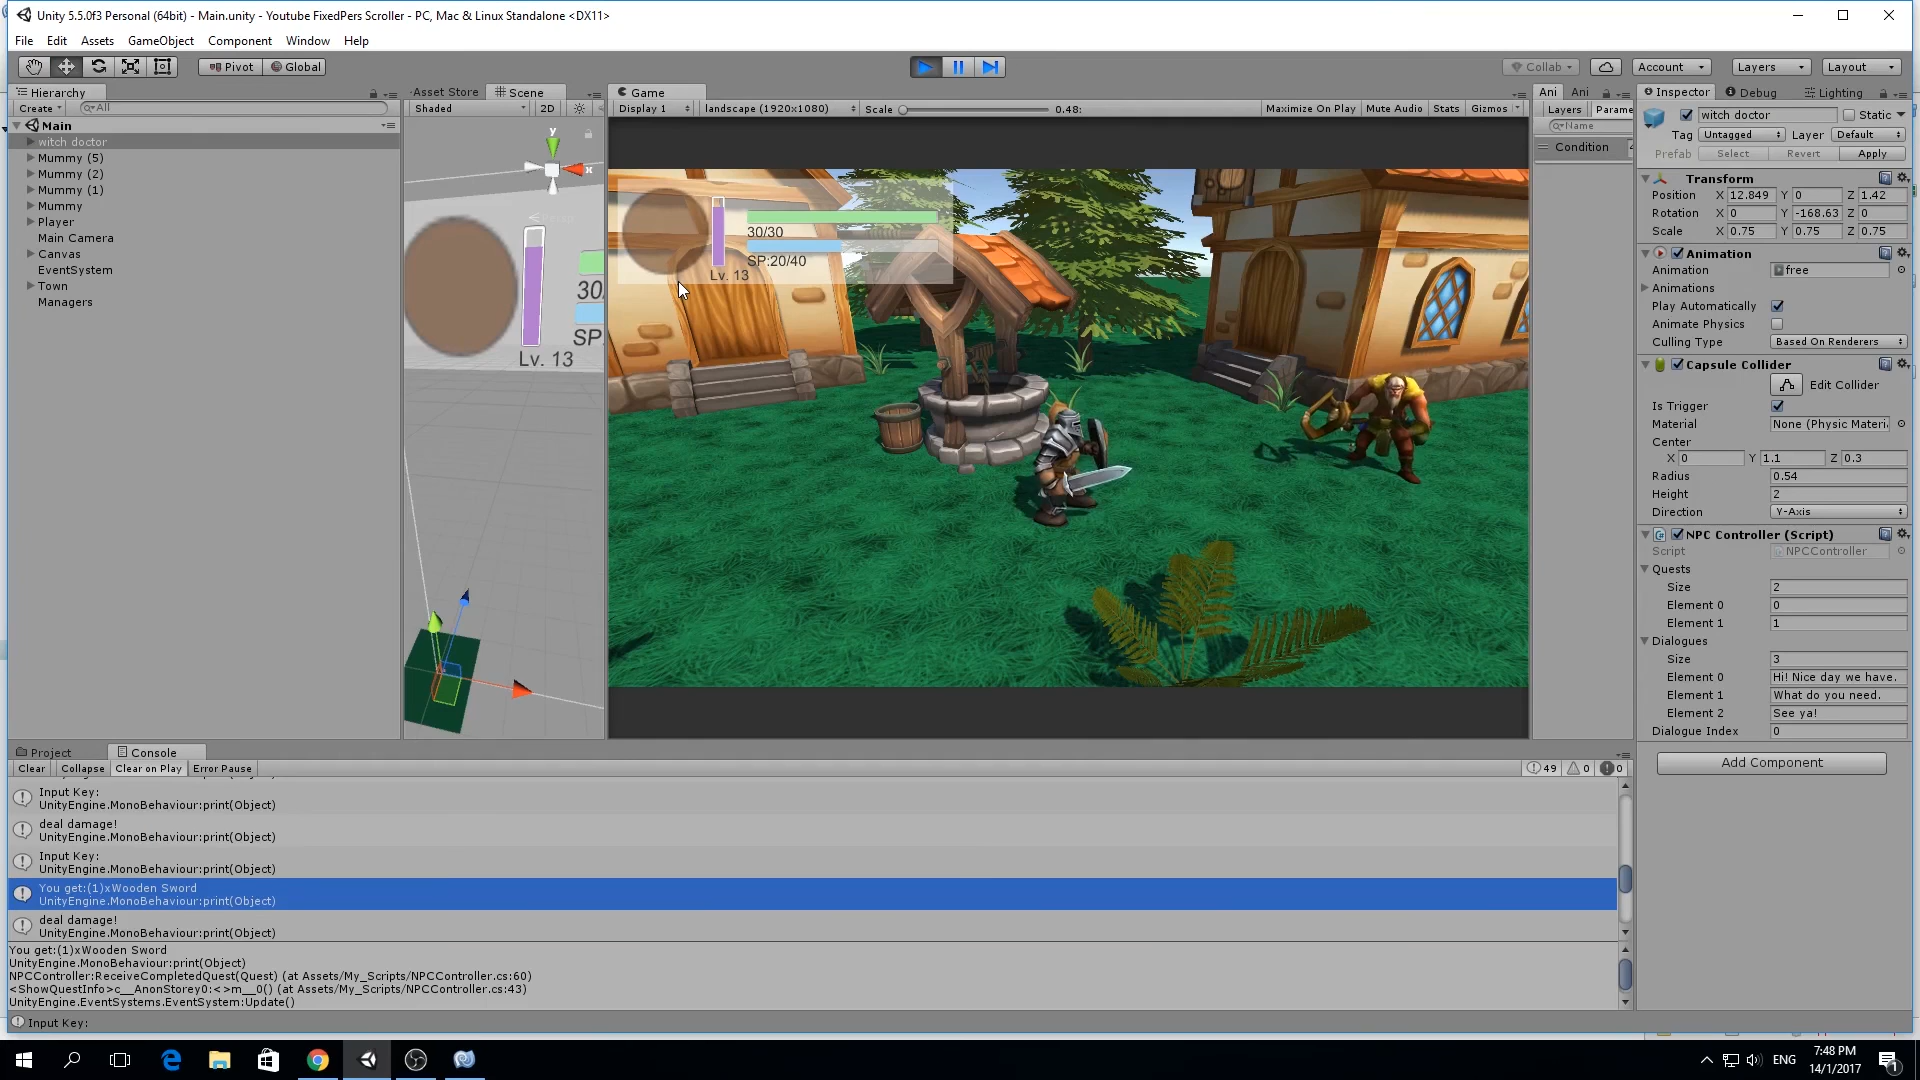 Unity 5.5.0f3 Personal (64bit) - Main.unity - Youtube FixedPers Scroller - PC, Mac & Linux Standalone <DX11>
File Edit Assets GameObject Component Window Help
Pivot Global Collab Account Layers Layout
Hierarchy
Create All
Main
witch doctor
Mummy (5)
Mummy (2)
Mummy (1)
Mummy
Player
Main Camera
Canvas
EventSystem
Town
Managers
Asset Store Scene
Shaded 2D
y
x
Persp
30
SP:
Lv. 13
Game
Display 1 landscape (1920x1080) Scale 0.48: Maximize On Play Mute Audio Stats Gizmos
30/30
SP:20/40
Lv. 13
Ani Ani
Layers Parame
Name
Condition
Inspector Debug Lighting
witch doctor Static
Tag Untagged Layer Default
Prefab Select Revert Apply
Transform
Position X 12.849 Y 0 Z 1.42
Rotation X 0 Y -168.63 Z 0
Scale X 0.75 Y 0.75 Z 0.75
Animation
Animation free
Animations
Play Automatically
Animate Physics
Culling Type Based On Renderers
Capsule Collider
Edit Collider
Is Trigger
Material None (Physic Materi
Center
X 0 Y 1.1 Z 0.3
Radius 0.54
Height 2
Direction Y-Axis
NPC Controller (Script)
Script NPCController
Quests
Size 2
Element 0 0
Element 1 1
Dialogues
Size 3
Element 0 Hi! Nice day we have.
Element 1 What do you need.
Element 2 See ya!
Dialogue Index 0
Add Component
Project Console
Clear Collapse Clear on Play Error Pause 49 0 0
Input Key:
UnityEngine.MonoBehaviour:print(Object)
deal damage!
UnityEngine.MonoBehaviour:print(Object)
Input Key:
UnityEngine.MonoBehaviour:print(Object)
You get:(1)xWooden Sword
UnityEngine.MonoBehaviour:print(Object)
deal damage!
UnityEngine.MonoBehaviour:print(Object)
You get:(1)xWooden Sword
UnityEngine.MonoBehaviour:print(Object)
NPCController:ReceiveCompletedQuest(Quest) (at Assets/My_Scripts/NPCController.cs:60)
<ShowQuestInfo>c__AnonStorey0:<>m__0() (at Assets/My_Scripts/NPCController.cs:43)
UnityEngine.EventSystems.EventSystem:Update()
Input Key:
ENG
7:48 PM
14/1/2017
1